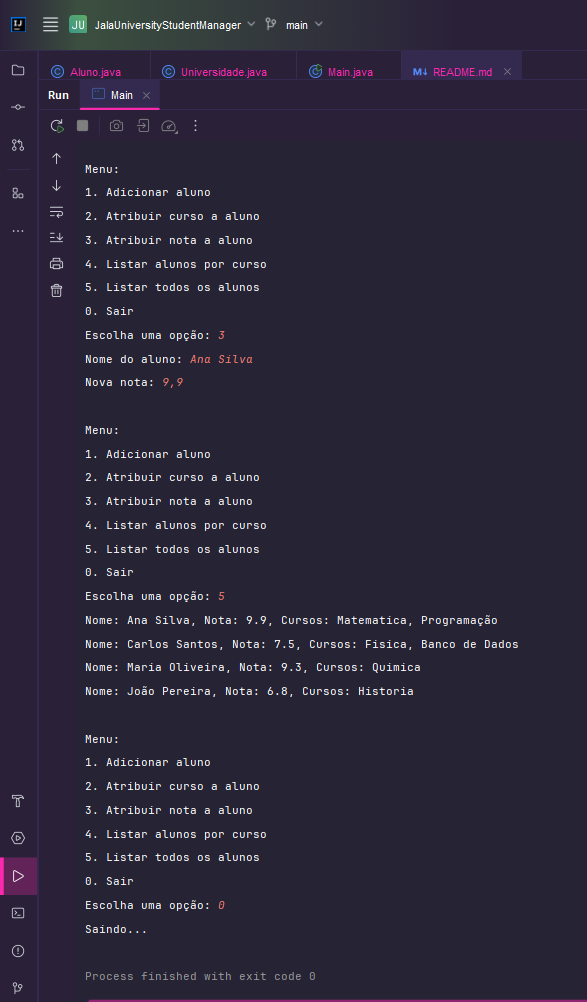 IJ
JU JalaUniversityStudentManager main
Aluno.java Universidade.java Main.java M↓ README.md
Run Main
Menu:
1. Adicionar aluno
2. Atribuir curso a aluno
3. Atribuir nota a aluno
4. Listar alunos por curso
5. Listar todos os alunos
0. Sair
Escolha uma opção: 3
Nome do aluno: Ana Silva
Nova nota: 9,9
Menu:
1. Adicionar aluno
2. Atribuir curso a aluno
3. Atribuir nota a aluno
4. Listar alunos por curso
5. Listar todos os alunos
0. Sair
Escolha uma opção: 5
Nome: Ana Silva, Nota: 9.9, Cursos: Matematica, Programação
Nome: Carlos Santos, Nota: 7.5, Cursos: Fisica, Banco de Dados
Nome: Maria Oliveira, Nota: 9.3, Cursos: Quimica
Nome: João Pereira, Nota: 6.8, Cursos: Historia
Menu:
1. Adicionar aluno
2. Atribuir curso a aluno
3. Atribuir nota a aluno
4. Listar alunos por curso
5. Listar todos os alunos
0. Sair
Escolha uma opção: 0
Saindo...
Process finished with exit code 0